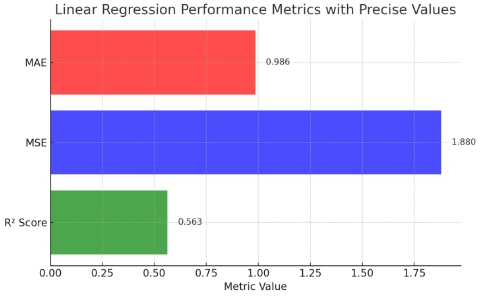 Linear Regression Performance Metrics with Precise Values
MAE
0.986
MSE
1.880
R² Score
0.563
0.00 0.25 0.50 0.75 1.00 1.25 1.50 1.75
Metric Value